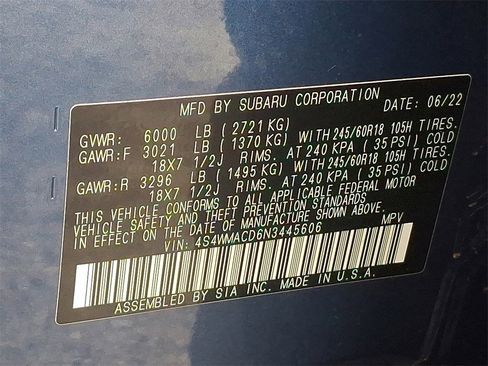 MFD BY SUBARU CORPORATION DATE: 06/22
GVWR: 6000 LB ( 2721 KG)
GAWR:F 3021 LB ( 1370 KG) WITH 245/60R18 105H TIRES.
18X7 1/2J RIMS. AT 240 KPA ( 35 PSI) COLD
GAWR:R 3296 LB ( 1495 KG) WITH 245/60R18 105H TIRES.
18X7 1/2J RIMS. AT 240 KPA ( 35 PSI) COLD
THIS VEHICLE CONFORMS TO ALL APPLICABLE FEDERAL MOTOR
VEHICLE SAFETY AND BUMPER STANDARDS
IN EFFECT ON THE DATE OF MANUFACTURE SHOWN ABOVE.
VIN: 4S4WMACD6N3445606 MPV
ASSEMBLED BY SIA INC. MADE IN U.S.A.